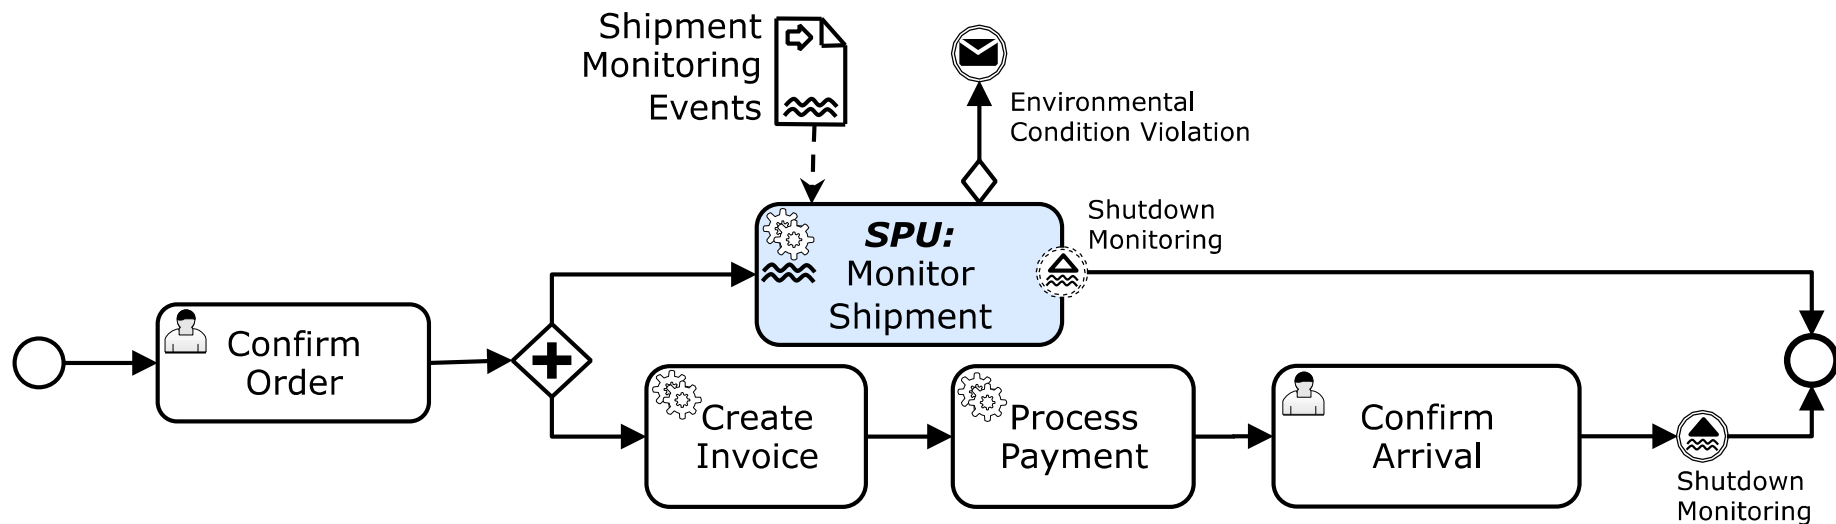 Shipment
Monitoring
Events
Environmental
Condition Violation
SPU:
Monitor
Shipment
Shutdown
Monitoring
Confirm
Order
Create
Invoice
Process
Payment
Confirm
Arrival
Shutdown
Monitoring